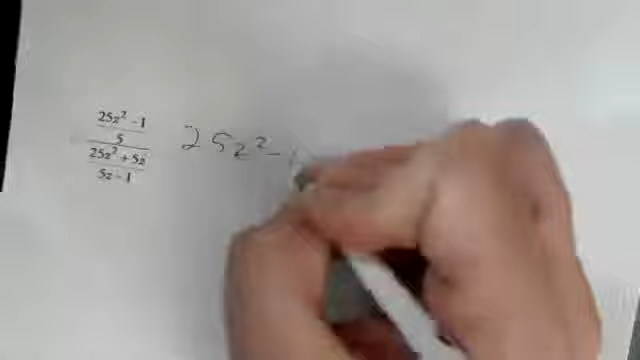 25z² - 1
5
25z² + 5z
5z - 1
25z² -